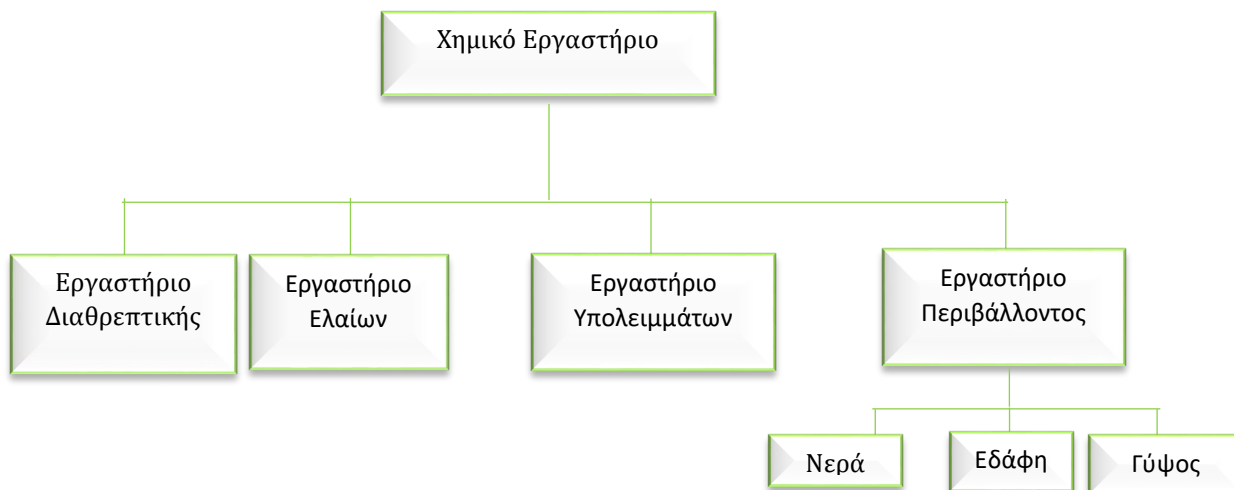 Χημικό Εργαστήριο
Εργαστήριο
Διαθρεπτικής
Εργαστήριο
Ελαίων
Εργαστήριο
Υπολειμμάτων
Εργαστήριο
Περιβάλλοντος
Νερά
Εδάφη
Γύψος